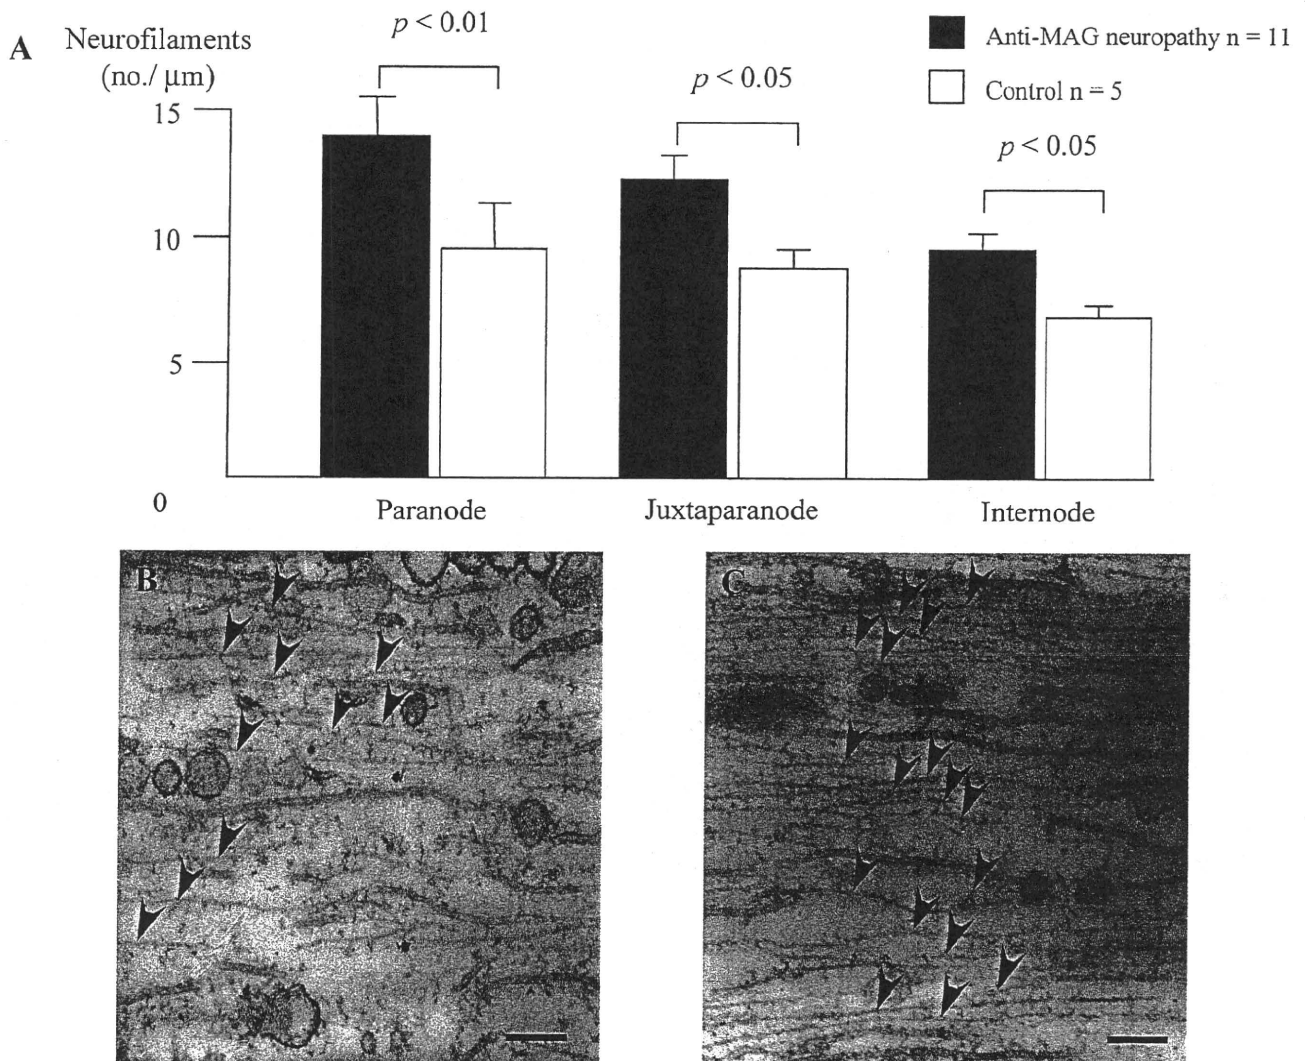 A
Neurofilaments
(no./ μm)
p < 0.01
p < 0.05
p < 0.05
Anti-MAG neuropathy n = 11
Control n = 5
15
10
5
0
Paranode
Juxtaparanode
Internode
B
C